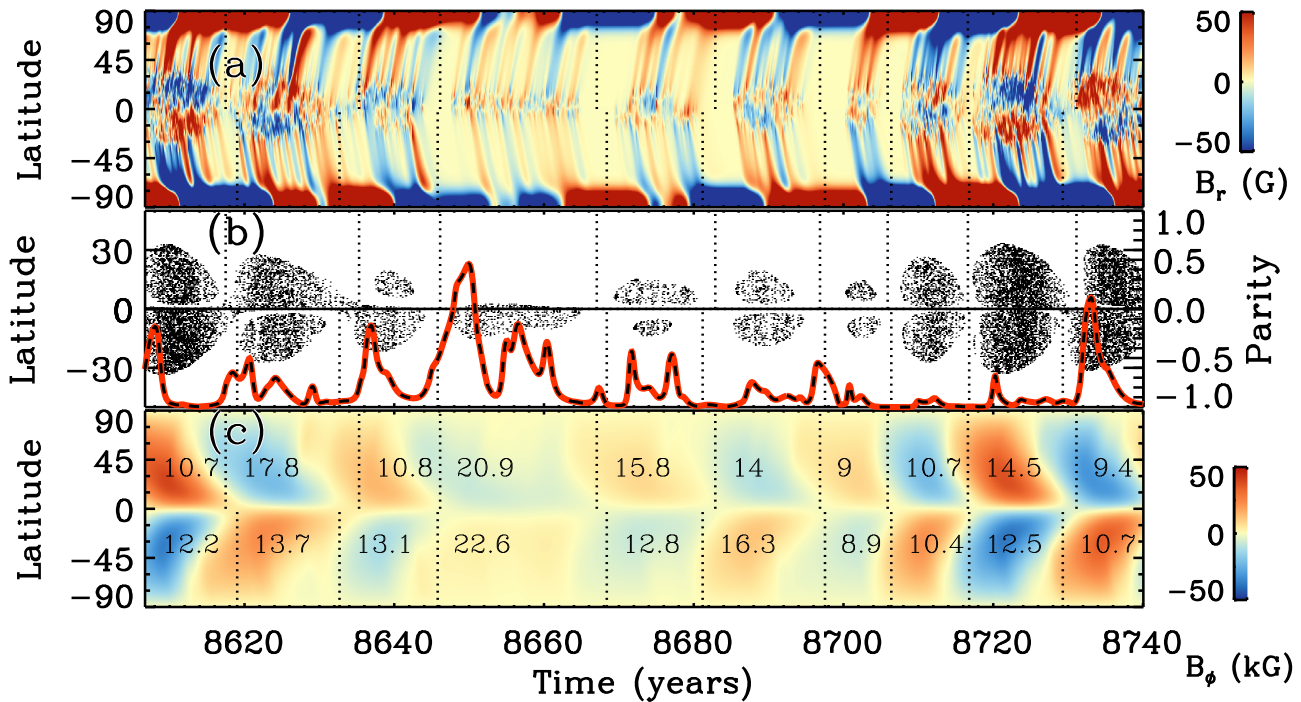 90
45
0
-45
-90
Latitude
(a)
50
0
-50
B_r (G)
30
0
-30
Latitude
(b)
1.0
0.5
0.0
-0.5
-1.0
Parity
90
45
0
-45
-90
Latitude
(c)
10.7 17.8 10.8 20.9 15.8 14 9 10.7 14.5 9.4
12.2 13.7 13.1 22.6 12.8 16.3 8.9 10.4 12.5 10.7
50
0
-50
B_ϕ (kG)
8620 8640 8660 8680 8700 8720 8740
Time (years)